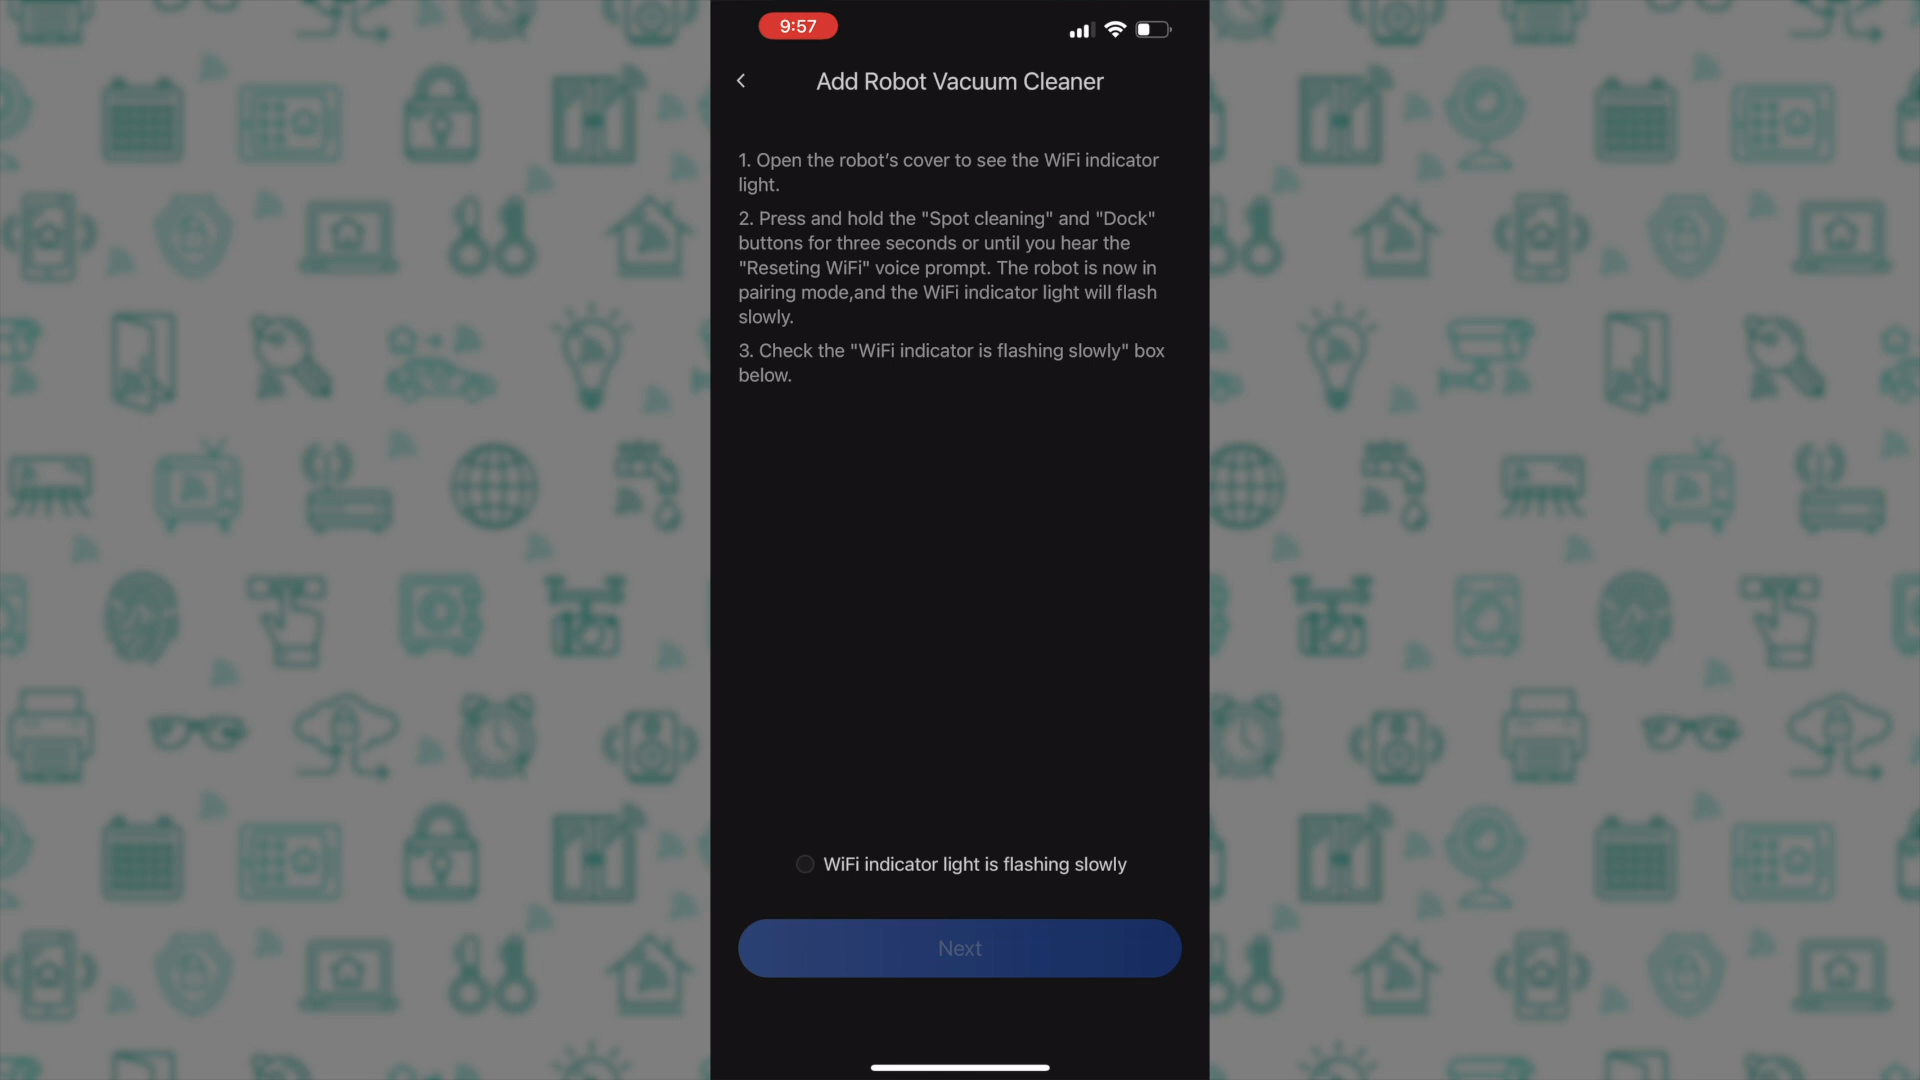 9:57
Add Robot Vacuum Cleaner
1. Open the robot's cover to see the WiFi indicator
light.
2. Press and hold the "Spot cleaning" and "Dock"
buttons for three seconds or until you hear the
"Reseting WiFi" voice prompt. The robot is now in
pairing mode,and the WiFi indicator light will flash
slowly.
3. Check the "WiFi indicator is flashing slowly" box
below.
WiFi indicator light is flashing slowly
Next